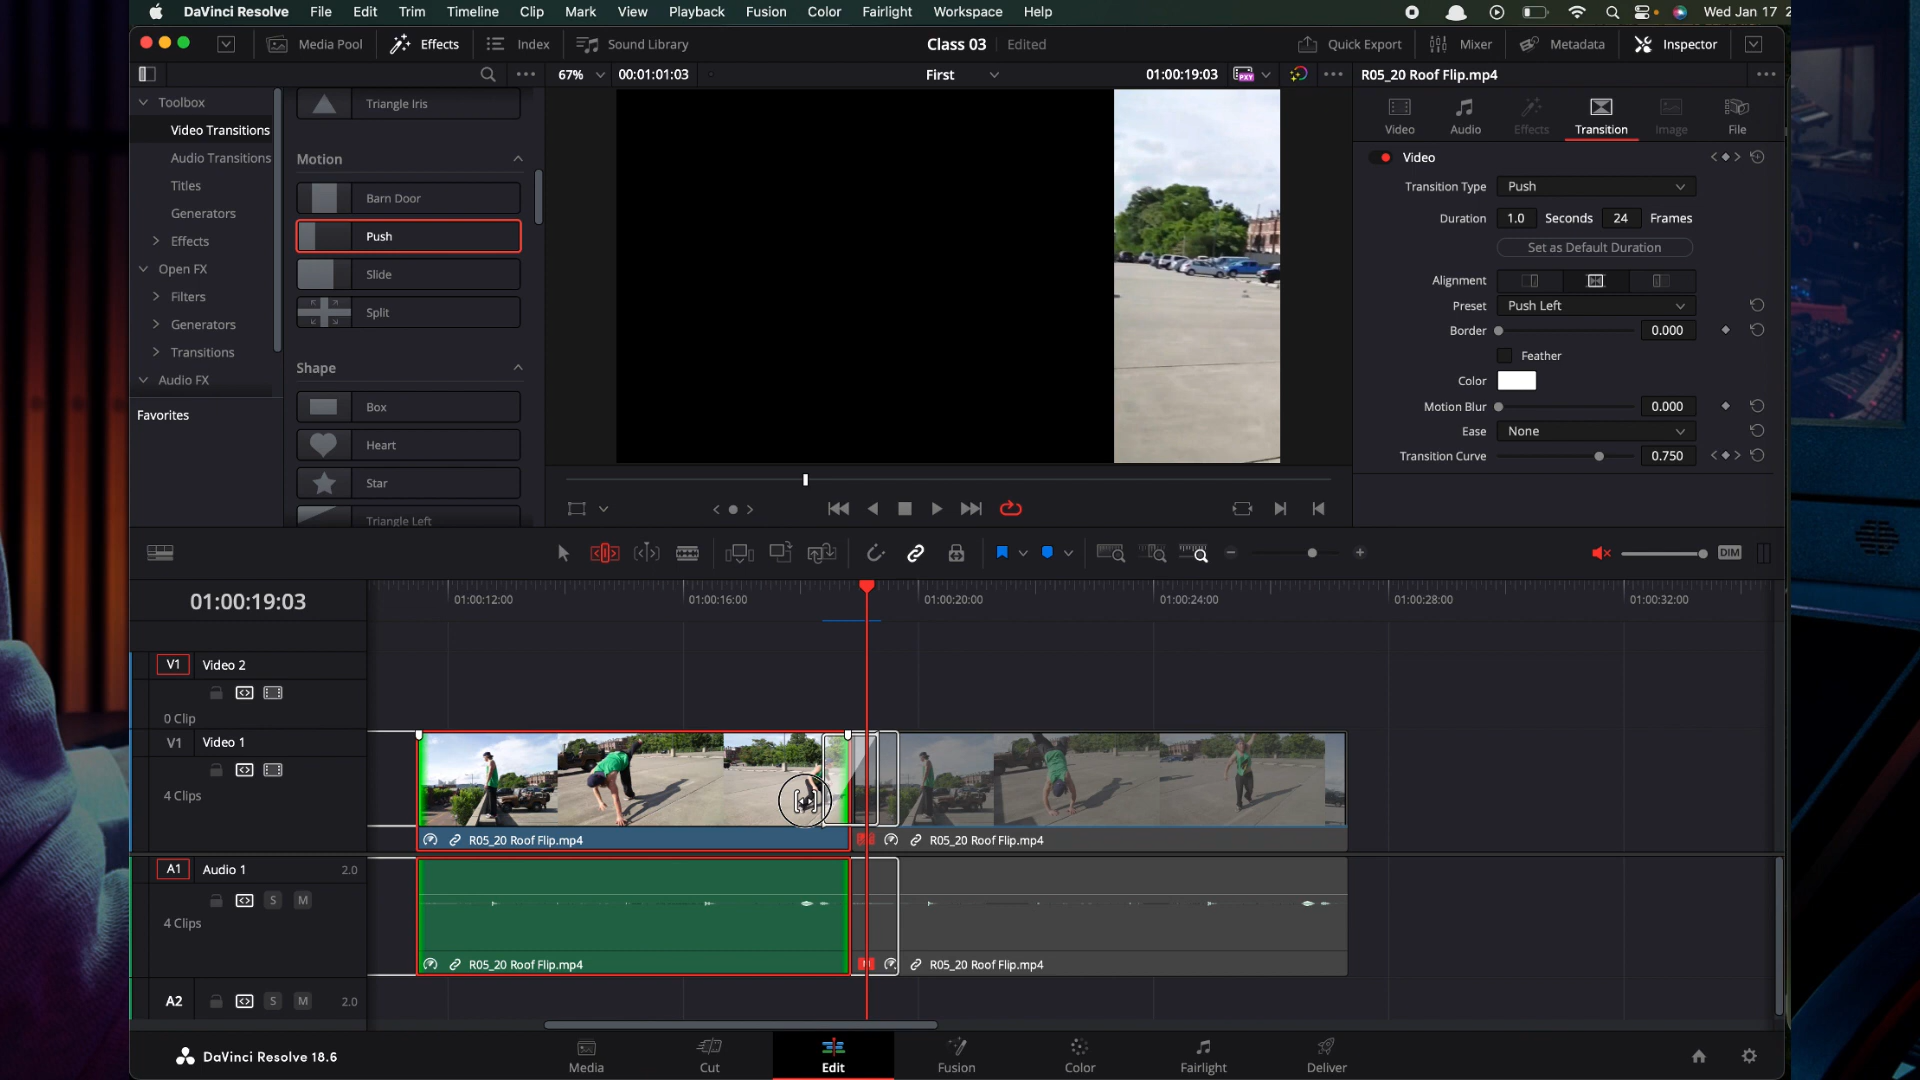 DaVinci Resolve File Edit Trim Timeline Clip Mark View Playback Fusion Color Fairlight Workspace Help Wed Jan 17 2
Media Pool Effects Index Sound Library Class 03 Edited Quick Export Mixer Metadata Inspector
67% 00:01:01:03 First 01:00:19:03 PXY R05_20 Roof Flip.mp4
Toolbox
Video Transitions
Audio Transitions
Titles
Generators
Effects
Open FX
Filters
Generators
Transitions
Audio FX
Favorites
Triangle Iris
Motion
Barn Door
Push
Slide
Split
Shape
Box
Heart
Star
Triangle Left
Video Audio Effects Transition Image File
Video
Transition Type Push
Duration 1.0 Seconds 24 Frames
Set as Default Duration
Alignment
Preset Push Left
Border 0.000
Feather
Color
Motion Blur 0.000
Ease None
Transition Curve 0.750
DIM
01:00:19:03 01:00:12:00 01:00:16:00 01:00:20:00 01:00:24:00 01:00:28:00 01:00:32:00
V1 Video 2
0 Clip
V1 Video 1
4 Clips
R05_20 Roof Flip.mp4 R05_20 Roof Flip.mp4
A1 Audio 1 2.0
S M
4 Clips
R05_20 Roof Flip.mp4 R05_20 Roof Flip.mp4
A2 S M 2.0
DaVinci Resolve 18.6 Media Cut Edit Fusion Color Fairlight Deliver